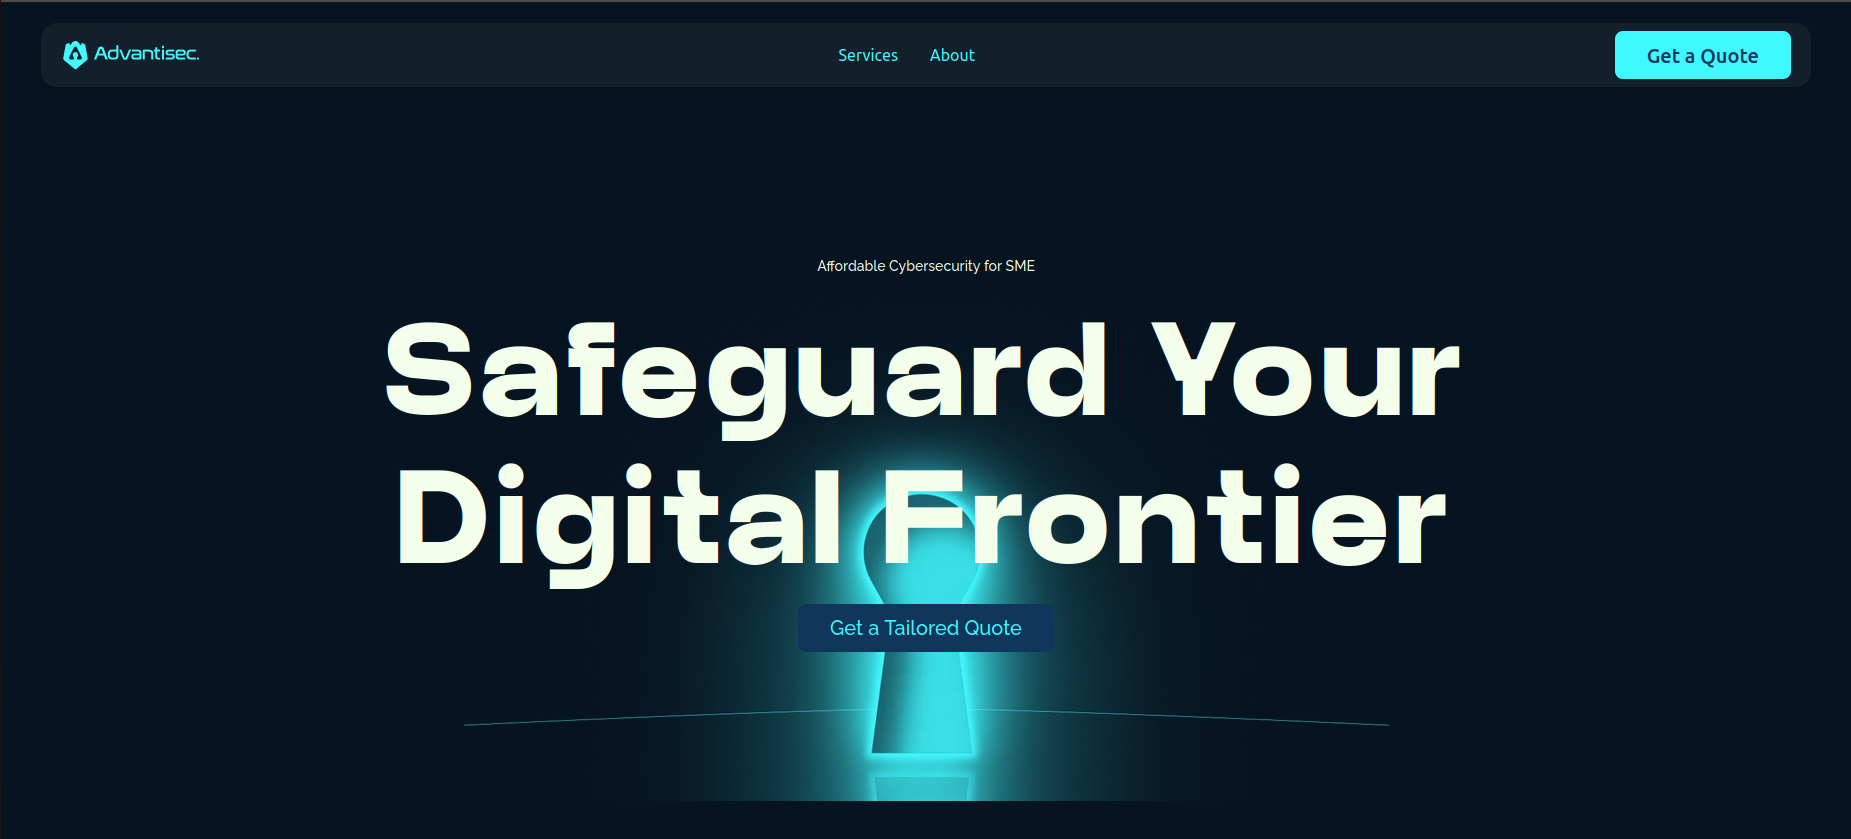 Advantisec.
Services
About
Get a Quote
Affordable Cybersecurity for SME
Safeguard Your
Digital Frontier
Get a Tailored Quote